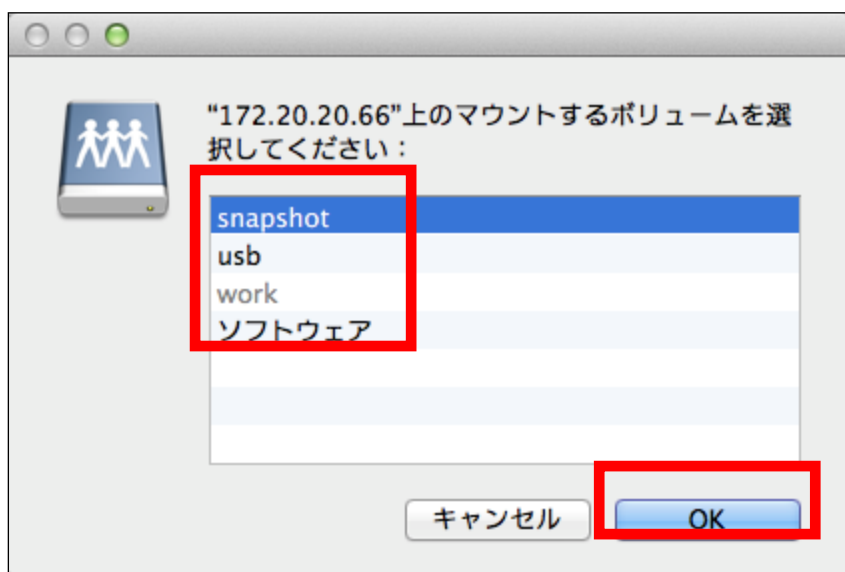 "172.20.20.66"上のマウントするボリュームを選
択してください：
snapshot
usb
work
ソフトウェア
キャンセル
OK